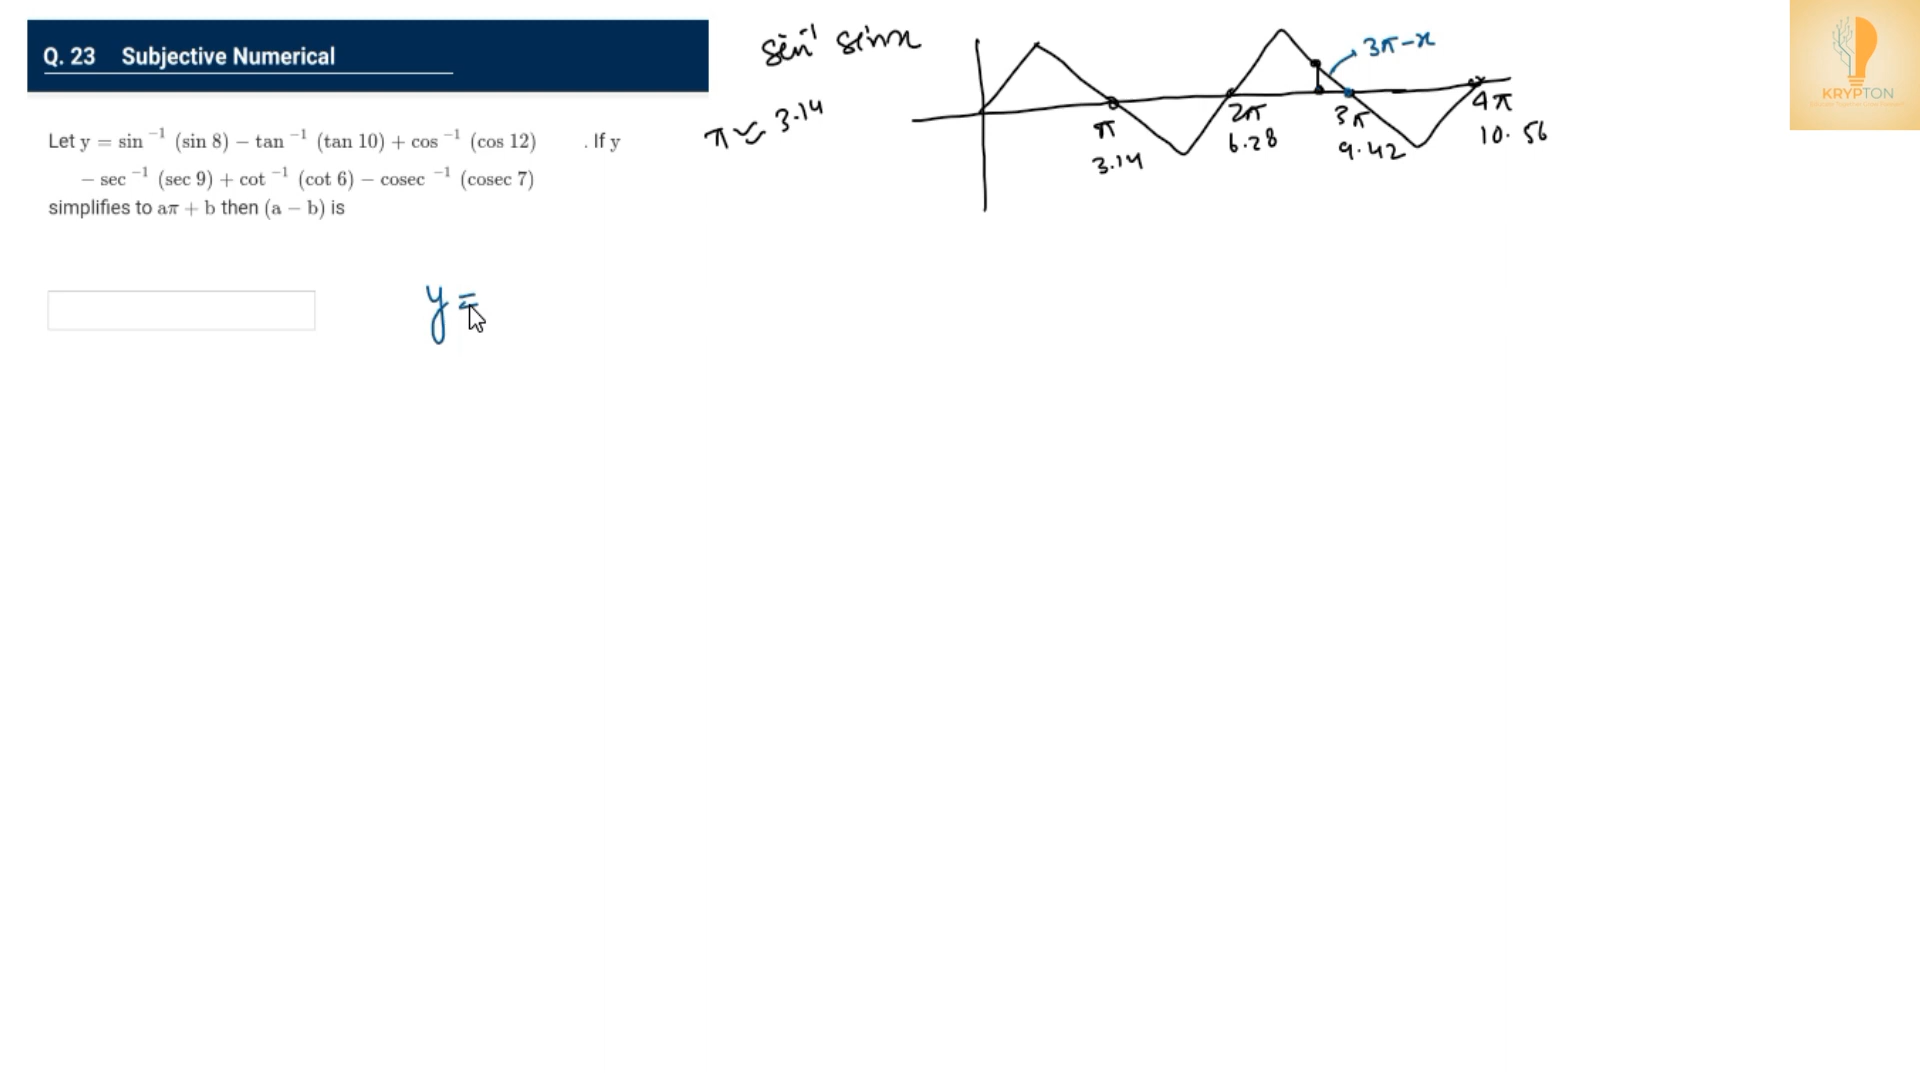 Q. 23 Subjective Numerical
Let y = sin⁻¹ (sin 8) − tan⁻¹ (tan 10) + cos⁻¹ (cos 12) . If y
− sec⁻¹ (sec 9) + cot⁻¹ (cot 6) − cosec⁻¹ (cosec 7)
simplifies to aπ + b then (a − b) is
y =
sin⁻¹ sinx
π ≈ 3.14
3π-x
π
3.14
2π
6.28
3π
9.42
4π
10.56
KRYPTON